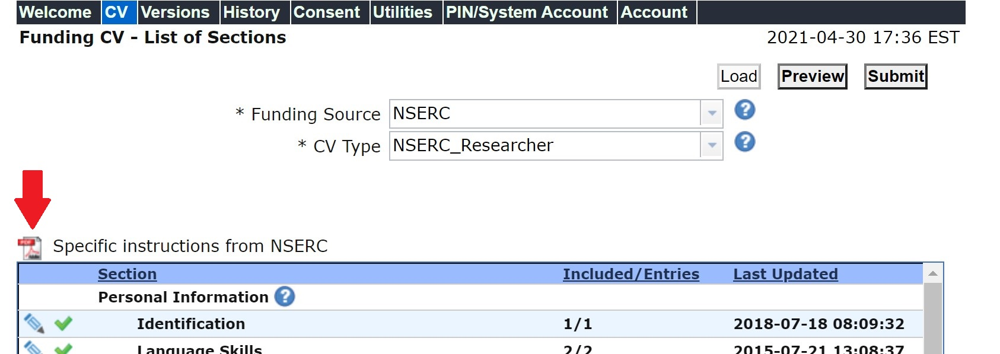 Welcome CV Versions History Consent Utilities PIN/System Account Account
Funding CV - List of Sections 2021-04-30 17:36 EST
Load Preview Submit
* Funding Source NSERC ?
* CV Type NSERC_Researcher ?
PDF Specific instructions from NSERC
Section Included/Entries Last Updated
Personal Information ?
Identification 1/1 2018-07-18 08:09:32
Language Skills 2/2 2015-07-21 13:08:37